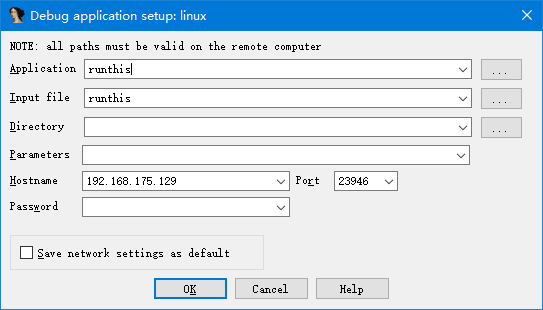 Debug application setup: linux
NOTE: all paths must be valid on the remote computer
Application runthis ...
Input file runthis ...
Directory ...
Parameters
Hostname 192.168.175.129 Port 23946
Password
Save network settings as default
OK Cancel Help